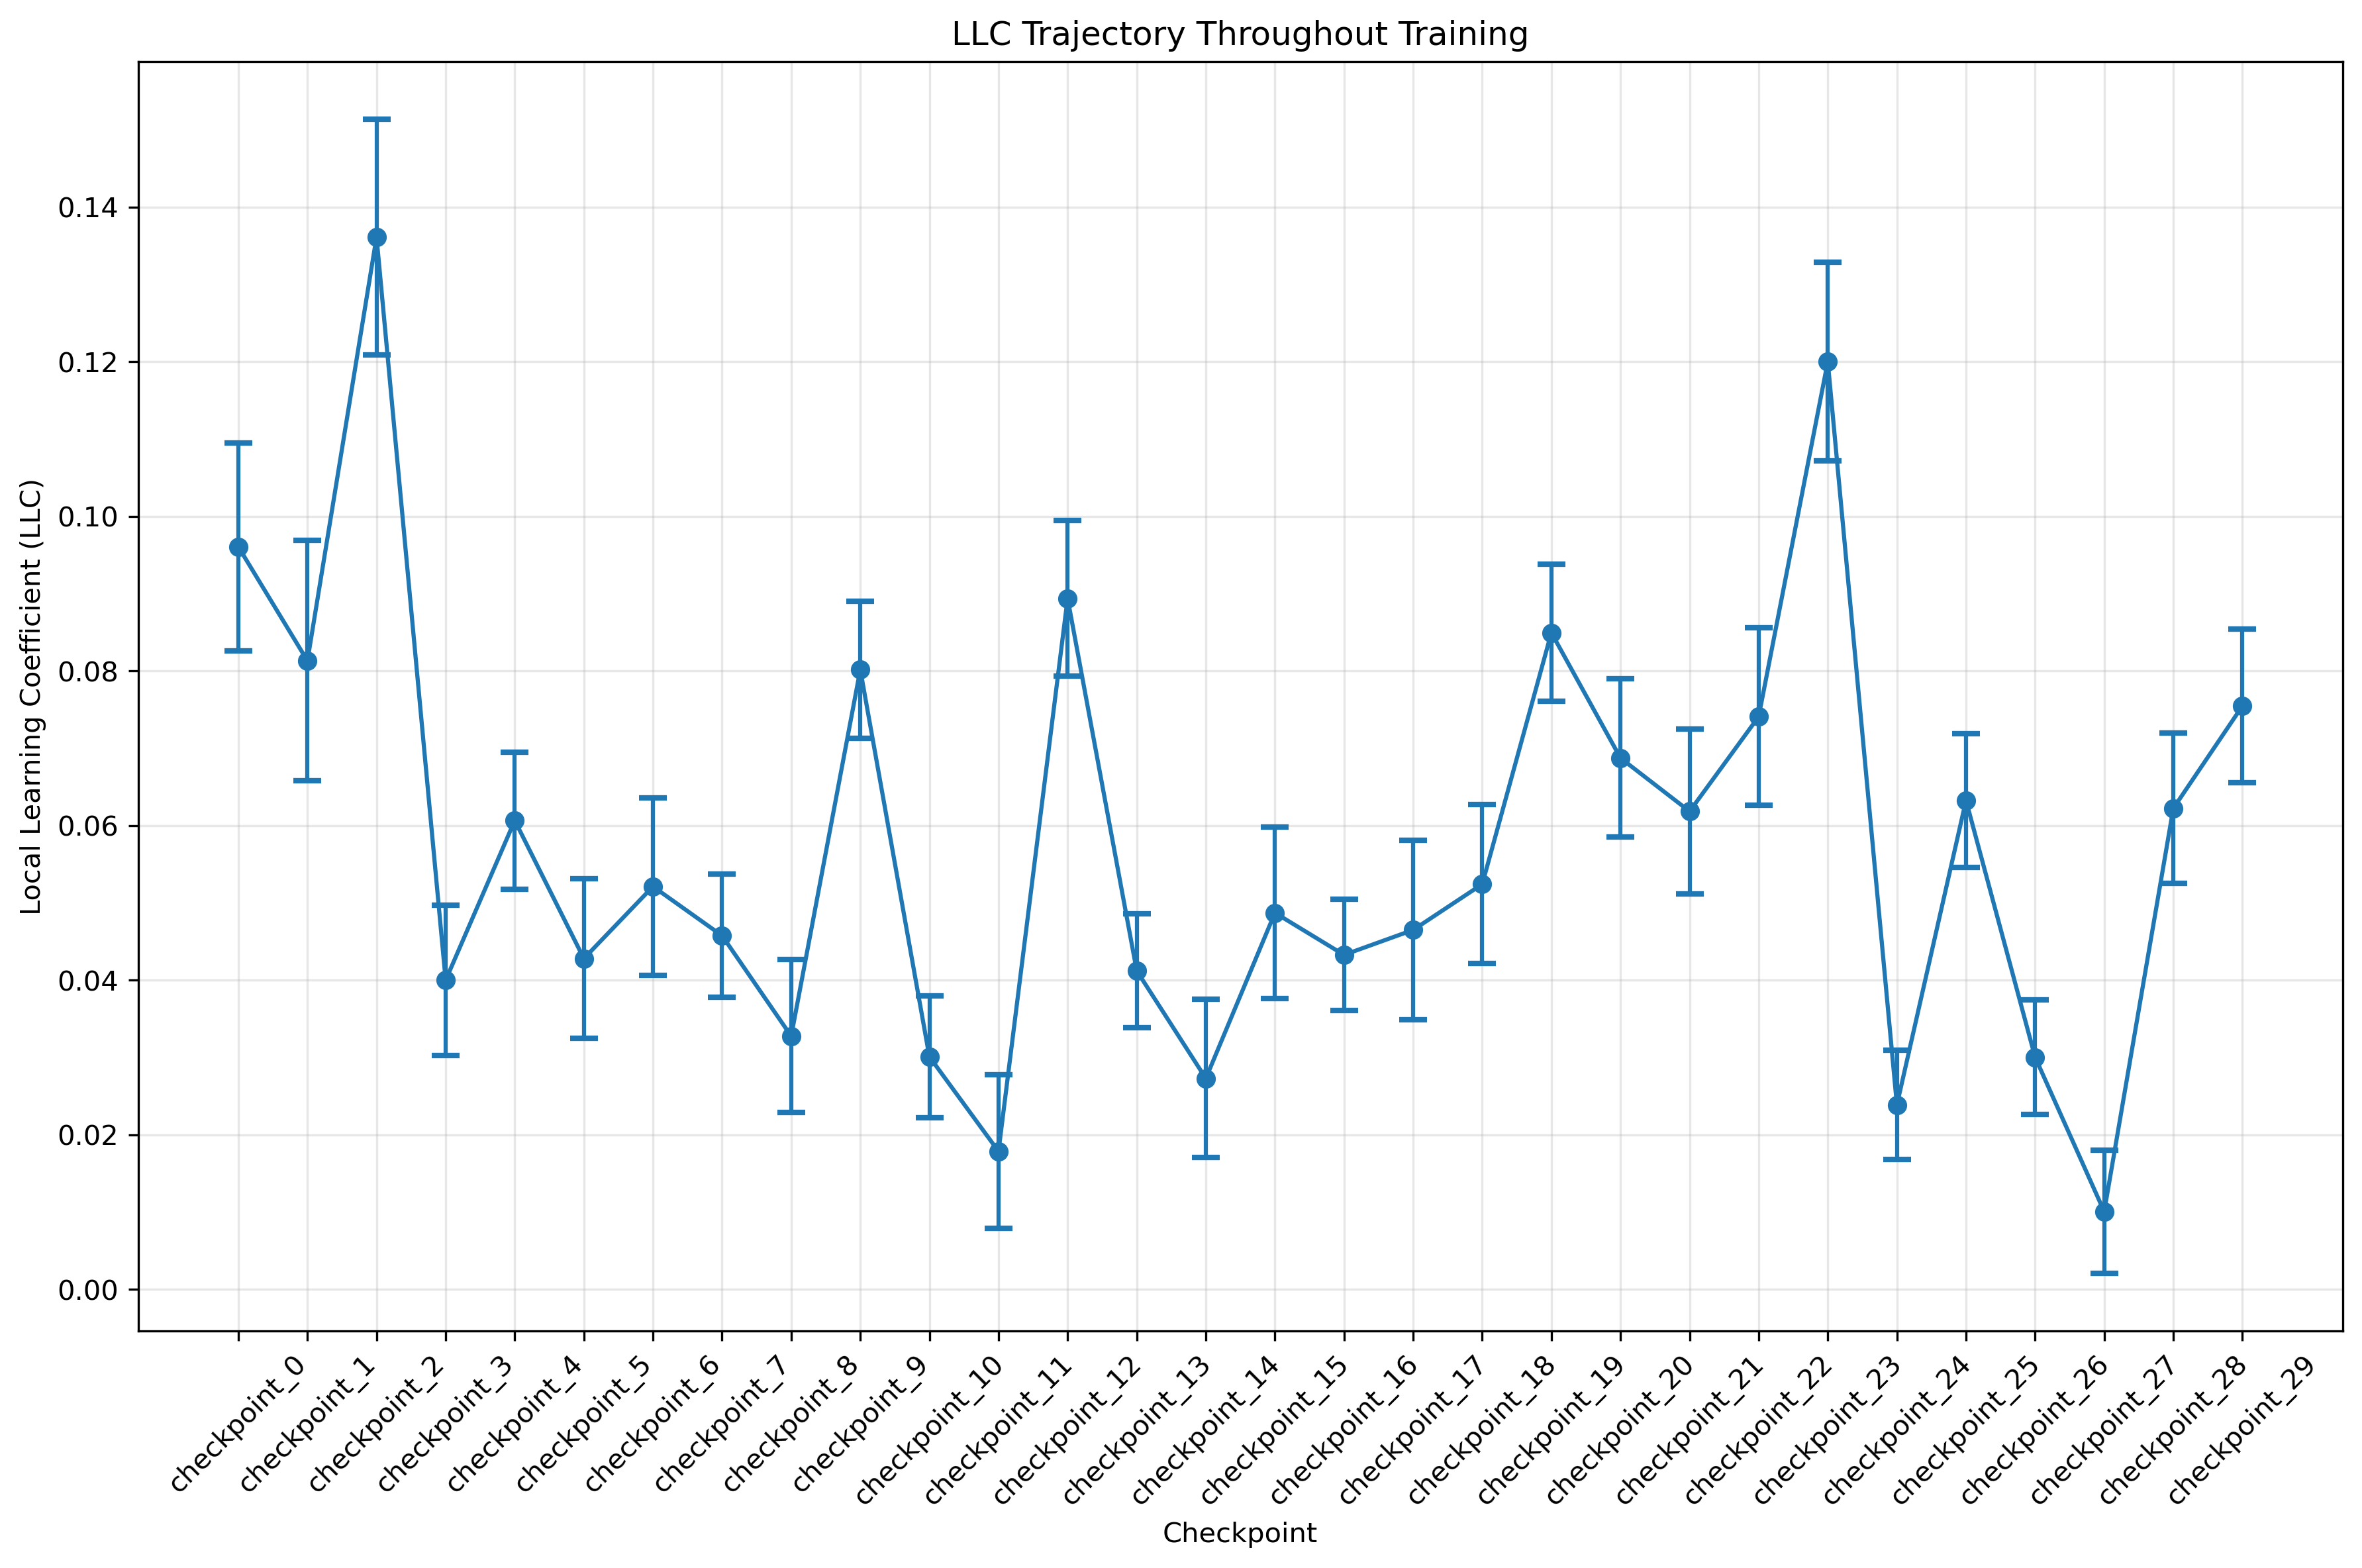 LLC Trajectory Throughout Training
Local Learning Coefficient (LLC)
0.14
0.12
0.10
0.08
0.06
0.04
0.02
0.00
checkpoint_0
checkpoint_1
checkpoint_2
checkpoint_3
checkpoint_4
checkpoint_5
checkpoint_6
checkpoint_7
checkpoint_8
checkpoint_9
checkpoint_10
checkpoint_11
checkpoint_12
checkpoint_13
checkpoint_14
checkpoint_15
checkpoint_16
checkpoint_17
checkpoint_18
checkpoint_19
checkpoint_20
checkpoint_21
checkpoint_22
checkpoint_23
checkpoint_24
checkpoint_25
checkpoint_26
checkpoint_27
checkpoint_28
checkpoint_29
Checkpoint